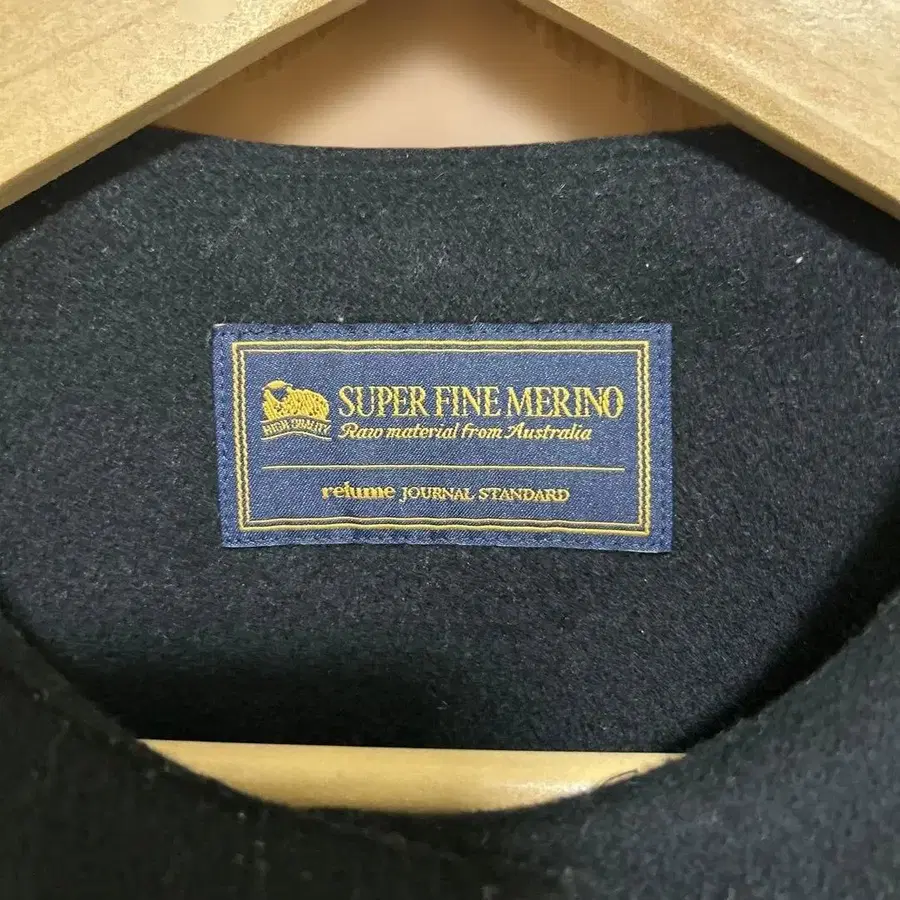 SUPER FINE MERINO
HIGH QUALITY
Raw material from Australia
relume JOURNAL STANDARD